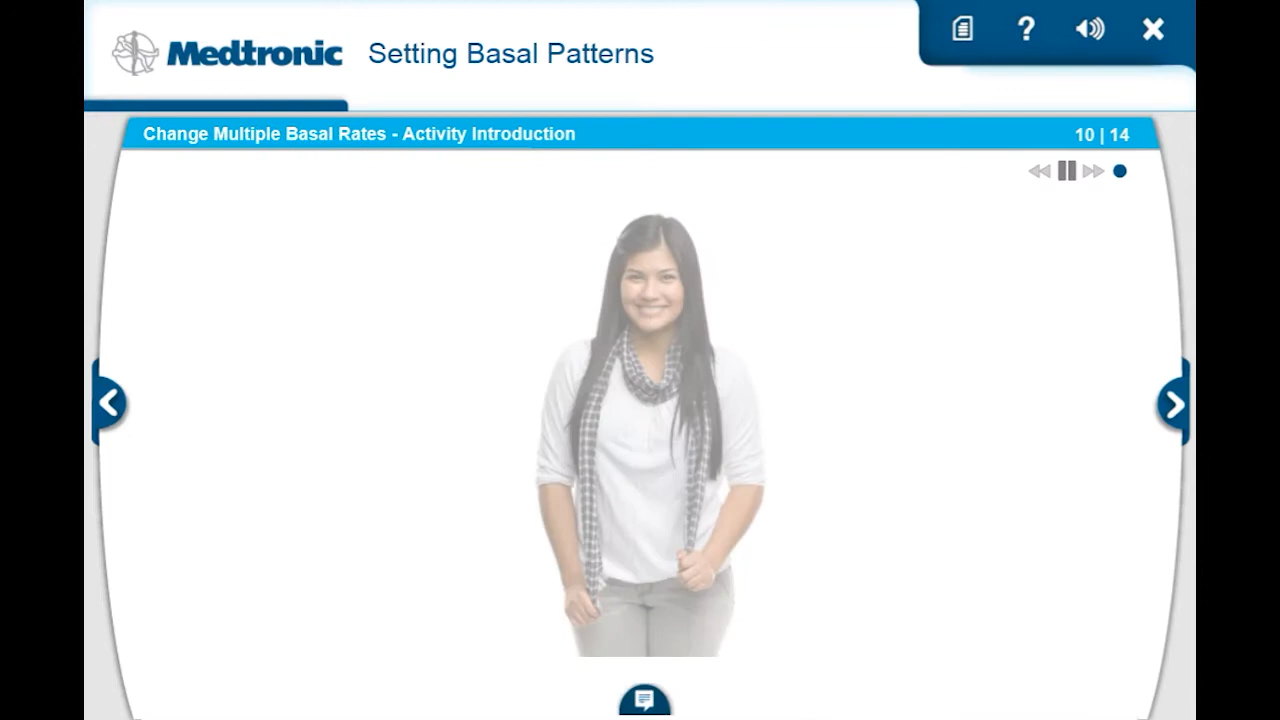 Medtronic
Setting Basal Patterns
Change Multiple Basal Rates - Activity Introduction
10 | 14